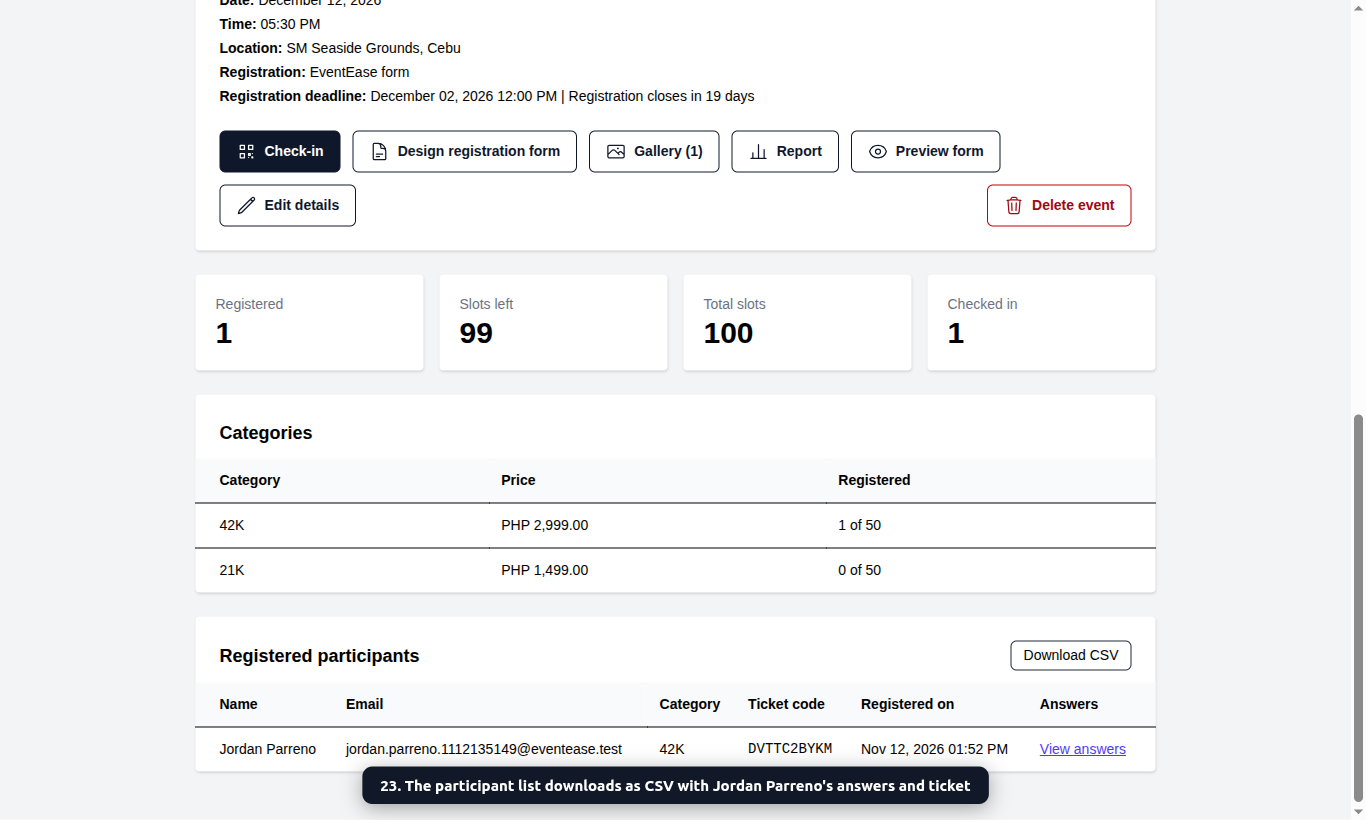 Date: December 12, 2026
Time: 05:30 PM
Location: SM Seaside Grounds, Cebu
Registration: EventEase form
Registration deadline: December 02, 2026 12:00 PM | Registration closes in 19 days
Check-in Design registration form Gallery (1) Report Preview form
Edit details Delete event
Registered Slots left Total slots Checked in
1 99 100 1
Categories
Category Price Registered
42K PHP 2,999.00 1 of 50
21K PHP 1,499.00 0 of 50
Registered participants Download CSV
Name Email Category Ticket code Registered on Answers
Jordan Parreno jordan.parreno.1112135149@eventease.test 42K DVTTC2BYKM Nov 12, 2026 01:52 PM View answers
23. The participant list downloads as CSV with Jordan Parreno's answers and ticket